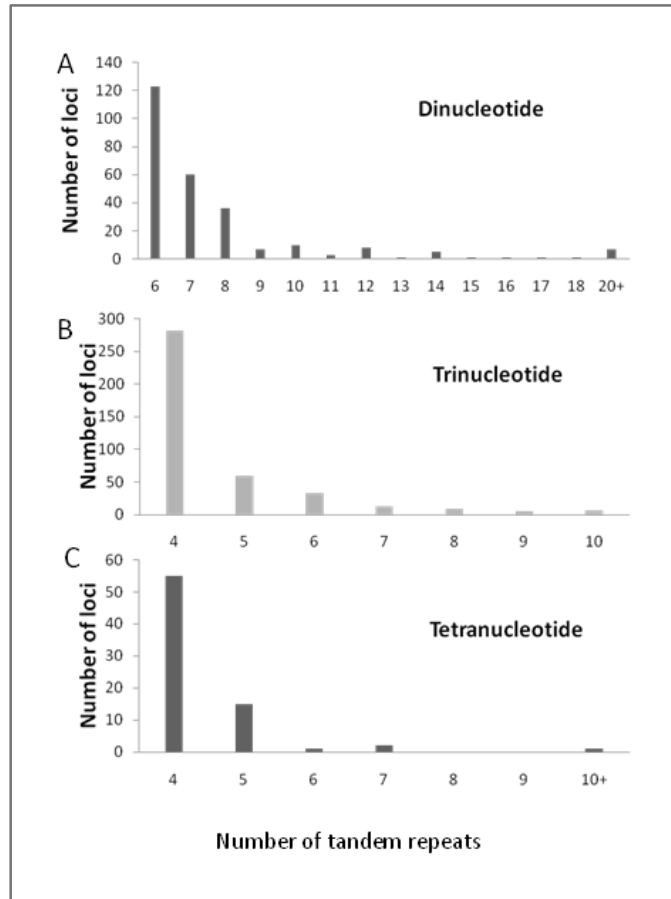 A
Number of loci
140
120
100
80
60
40
20
0
Dinucleotide
6 7 8 9 10 11 12 13 14 15 16 17 18 20+
B
Number of loci
300
250
200
150
100
50
0
Trinucleotide
4 5 6 7 8 9 10
C
Number of loci
60
50
40
30
20
10
0
Tetranucleotide
4 5 6 7 8 9 10+
Number of tandem repeats